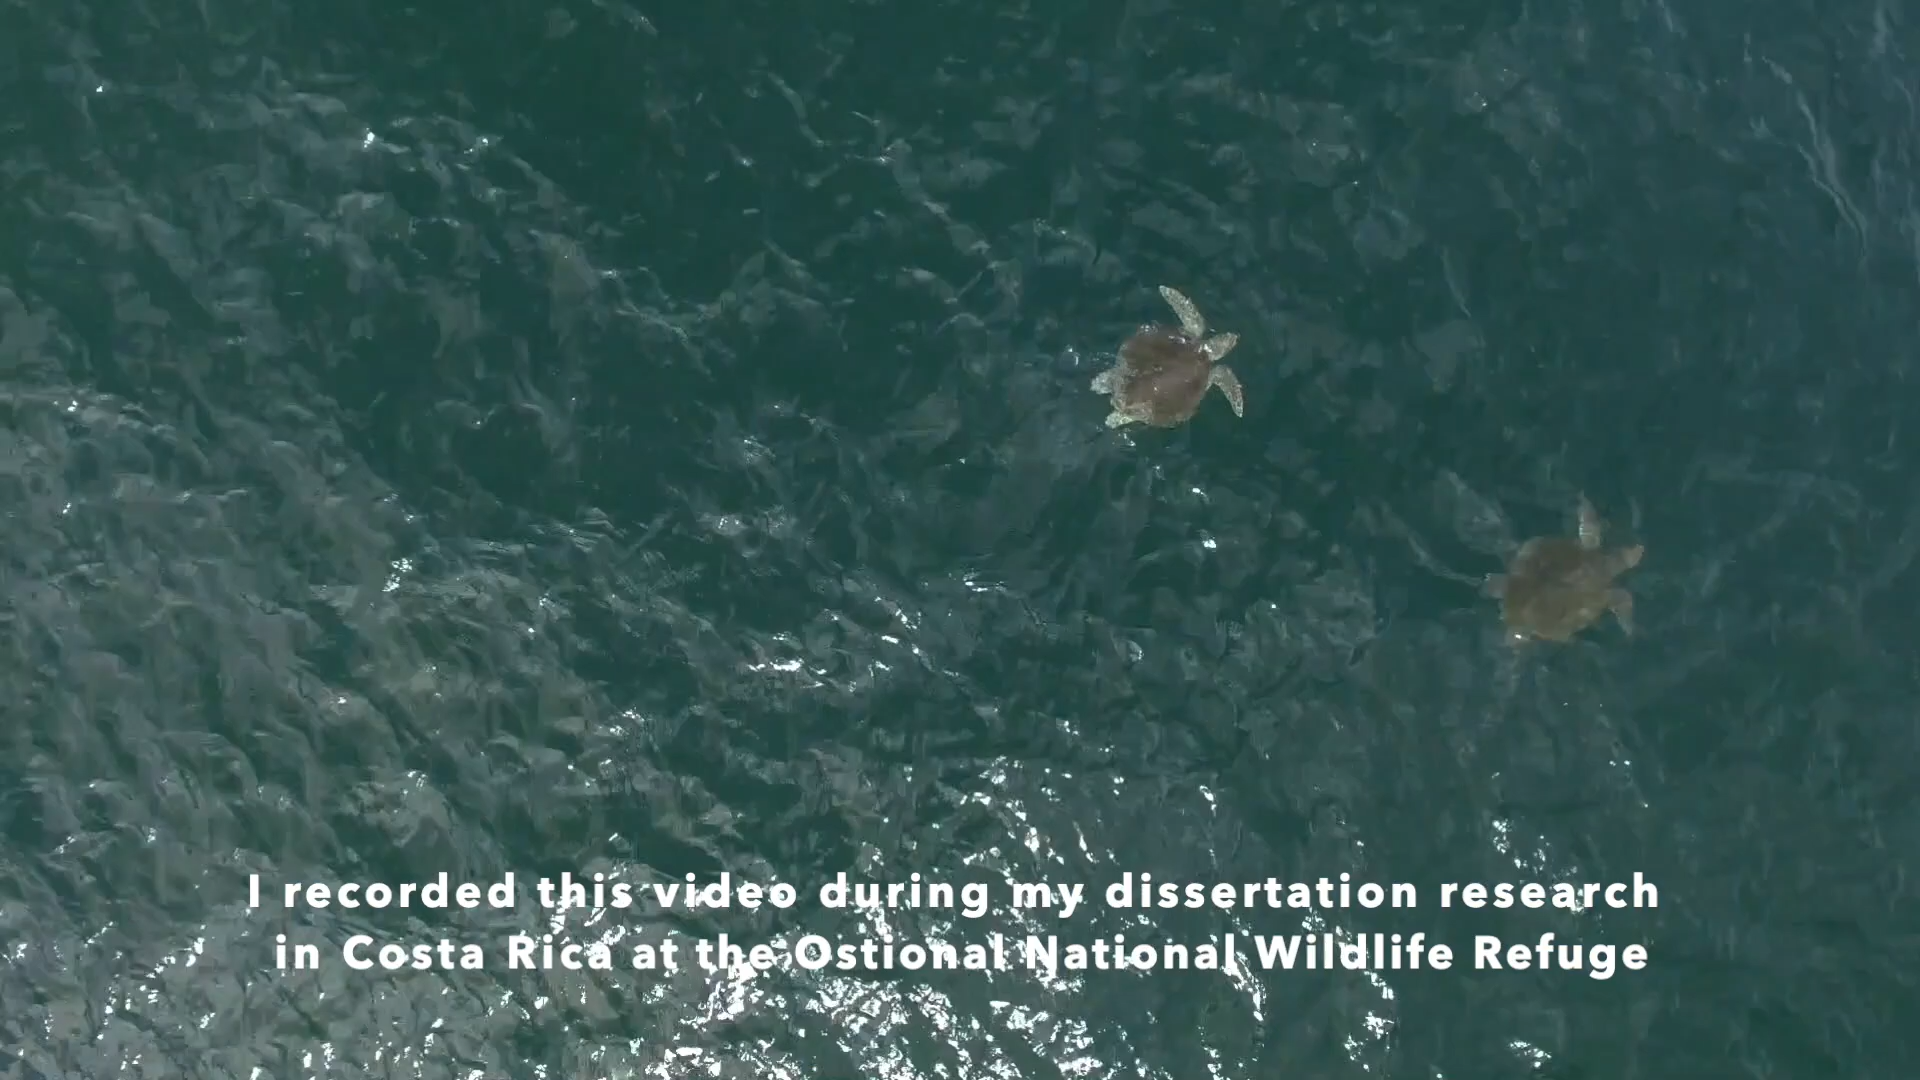 I recorded this video during my dissertation research
in Costa Rica at the Ostional National Wildlife Refuge